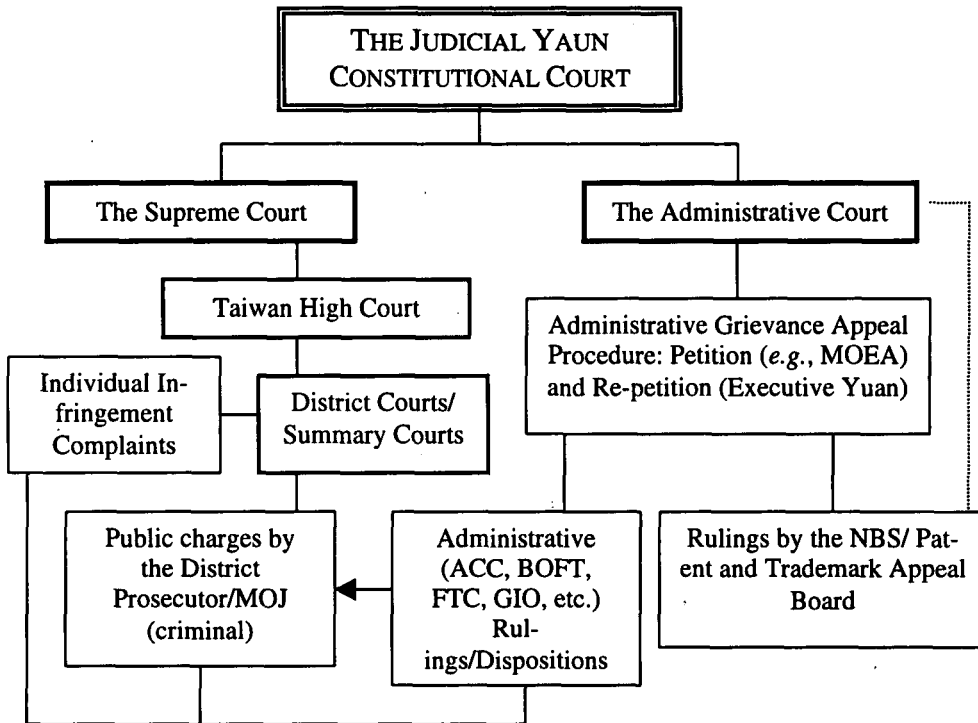 THE JUDICIAL YAUN
CONSTITUTIONAL COURT
The Supreme Court
The Administrative Court
Taiwan High Court
Administrative Grievance Appeal
Procedure: Petition (e.g., MOEA)
and Re-petition (Executive Yuan)
Individual In-
fringement
Complaints
District Courts/
Summary Courts
Public charges by
the District
Prosecutor/MOJ
(criminal)
Administrative
(ACC, BOFT,
FTC, GIO, etc.)
Rul-
ings/Dispositions
Rulings by the NBS/ Pat-
ent and Trademark Appeal
Board